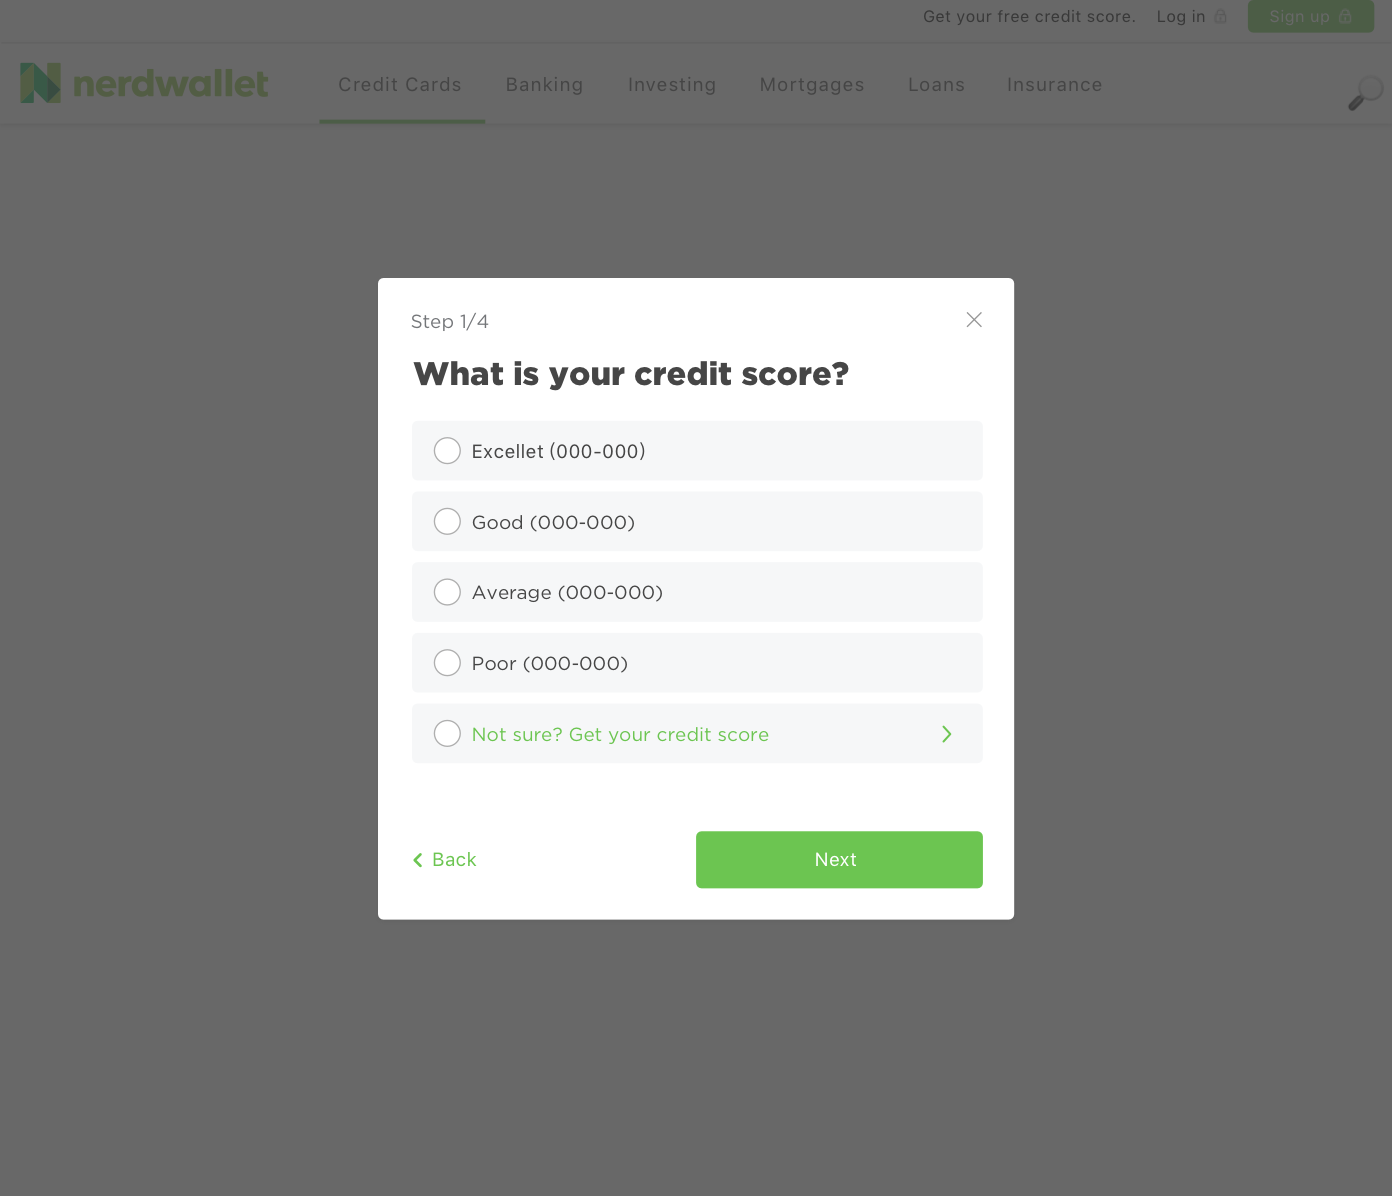 Get your free credit score. Log in Sign up
nerdwallet Credit Cards Banking Investing Mortgages Loans Insurance
Step 1/4
What is your credit score?
Excellet (000-000)
Good (000-000)
Average (000-000)
Poor (000-000)
Not sure? Get your credit score
Back Next